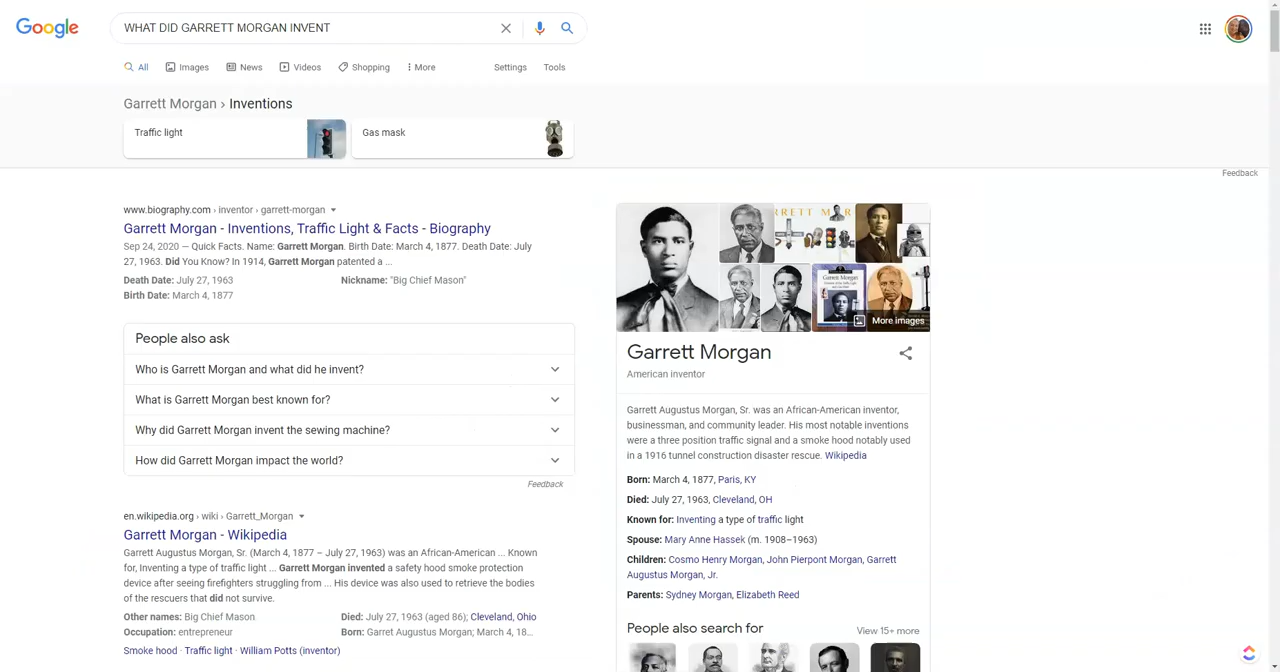 Google
WHAT DID GARRETT MORGAN INVENT
All
Images
News
Videos
Shopping
More
Settings
Tools
Garrett Morgan › Inventions
Traffic light
Gas mask
Feedback
www.biography.com › inventor › garrett-morgan
Garrett Morgan - Inventions, Traffic Light & Facts - Biography
Sep 24, 2020 — Quick Facts. Name: Garrett Morgan. Birth Date: March 4, 1877. Death Date: July
27, 1963. Did You Know? In 1914, Garrett Morgan patented a ...
Death Date: July 27, 1963
Nickname: "Big Chief Mason"
Birth Date: March 4, 1877
People also ask
Who is Garrett Morgan and what did he invent?
What is Garrett Morgan best known for?
Why did Garrett Morgan invent the sewing machine?
How did Garrett Morgan impact the world?
Feedback
en.wikipedia.org › wiki › Garrett_Morgan
Garrett Morgan - Wikipedia
Garrett Augustus Morgan, Sr. (March 4, 1877 – July 27, 1963) was an African-American ... Known
for, Inventing a type of traffic light ... Garrett Morgan invented a safety hood smoke protection
device after seeing firefighters struggling from ... His device was also used to retrieve the bodies
of the rescuers that did not survive.
Other names: Big Chief Mason
Died: July 27, 1963 (aged 86); Cleveland, Ohio
Occupation: entrepreneur
Born: Garret Augustus Morgan; March 4, 18...
Smoke hood · Traffic light · William Potts (inventor)
More images
Garrett Morgan
American inventor
Garrett Augustus Morgan, Sr. was an African-American inventor,
businessman, and community leader. His most notable inventions
were a three position traffic signal and a smoke hood notably used
in a 1916 tunnel construction disaster rescue. Wikipedia
Born: March 4, 1877, Paris, KY
Died: July 27, 1963, Cleveland, OH
Known for: Inventing a type of traffic light
Spouse: Mary Anne Hassek (m. 1908–1963)
Children: Cosmo Henry Morgan, John Pierpont Morgan, Garrett
Augustus Morgan, Jr.
Parents: Sydney Morgan, Elizabeth Reed
People also search for
View 15+ more